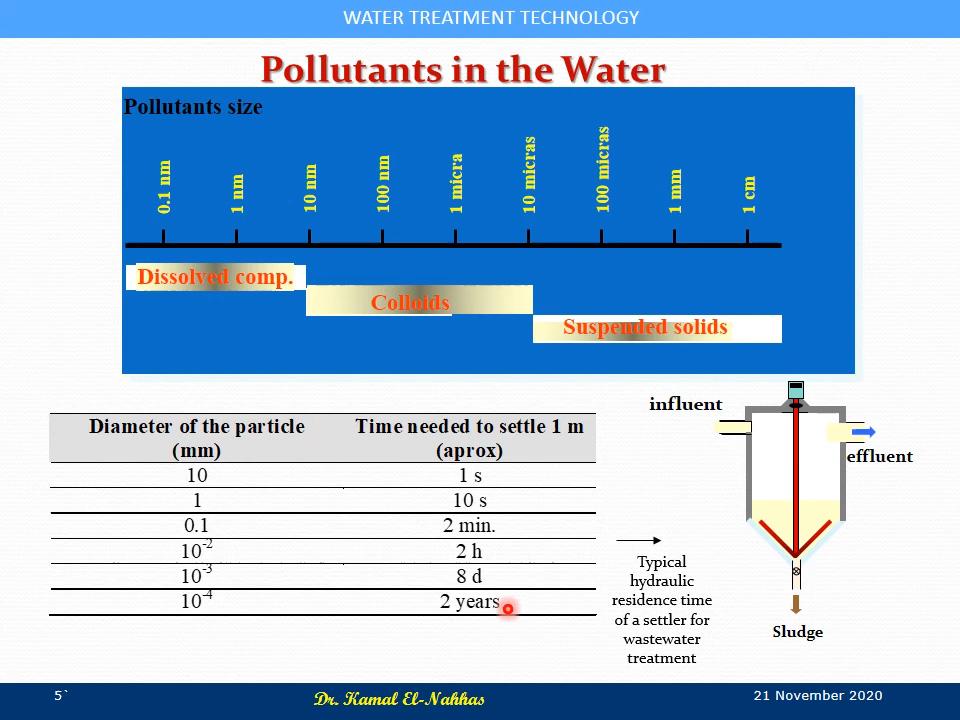 WATER TREATMENT TECHNOLOGY
Pollutants in the Water
Pollutants size
0.1 nm
1 nm
10 nm
100 nm
1 micra
10 micras
100 micras
1 mm
1 cm
Dissolved comp.
Colloids
Suspended solids
Diameter of the particle (mm)
Time needed to settle 1 m (aprox)
10 1 s
1 10 s
0.1 2 min.
10-2 2 h
10-3 8 d
10-4 2 years
influent
effluent
Typical
hydraulic
residence time
of a settler for
wastewater
treatment
Sludge
5`
Dr. Kamal El-Nahhas
21 November 2020